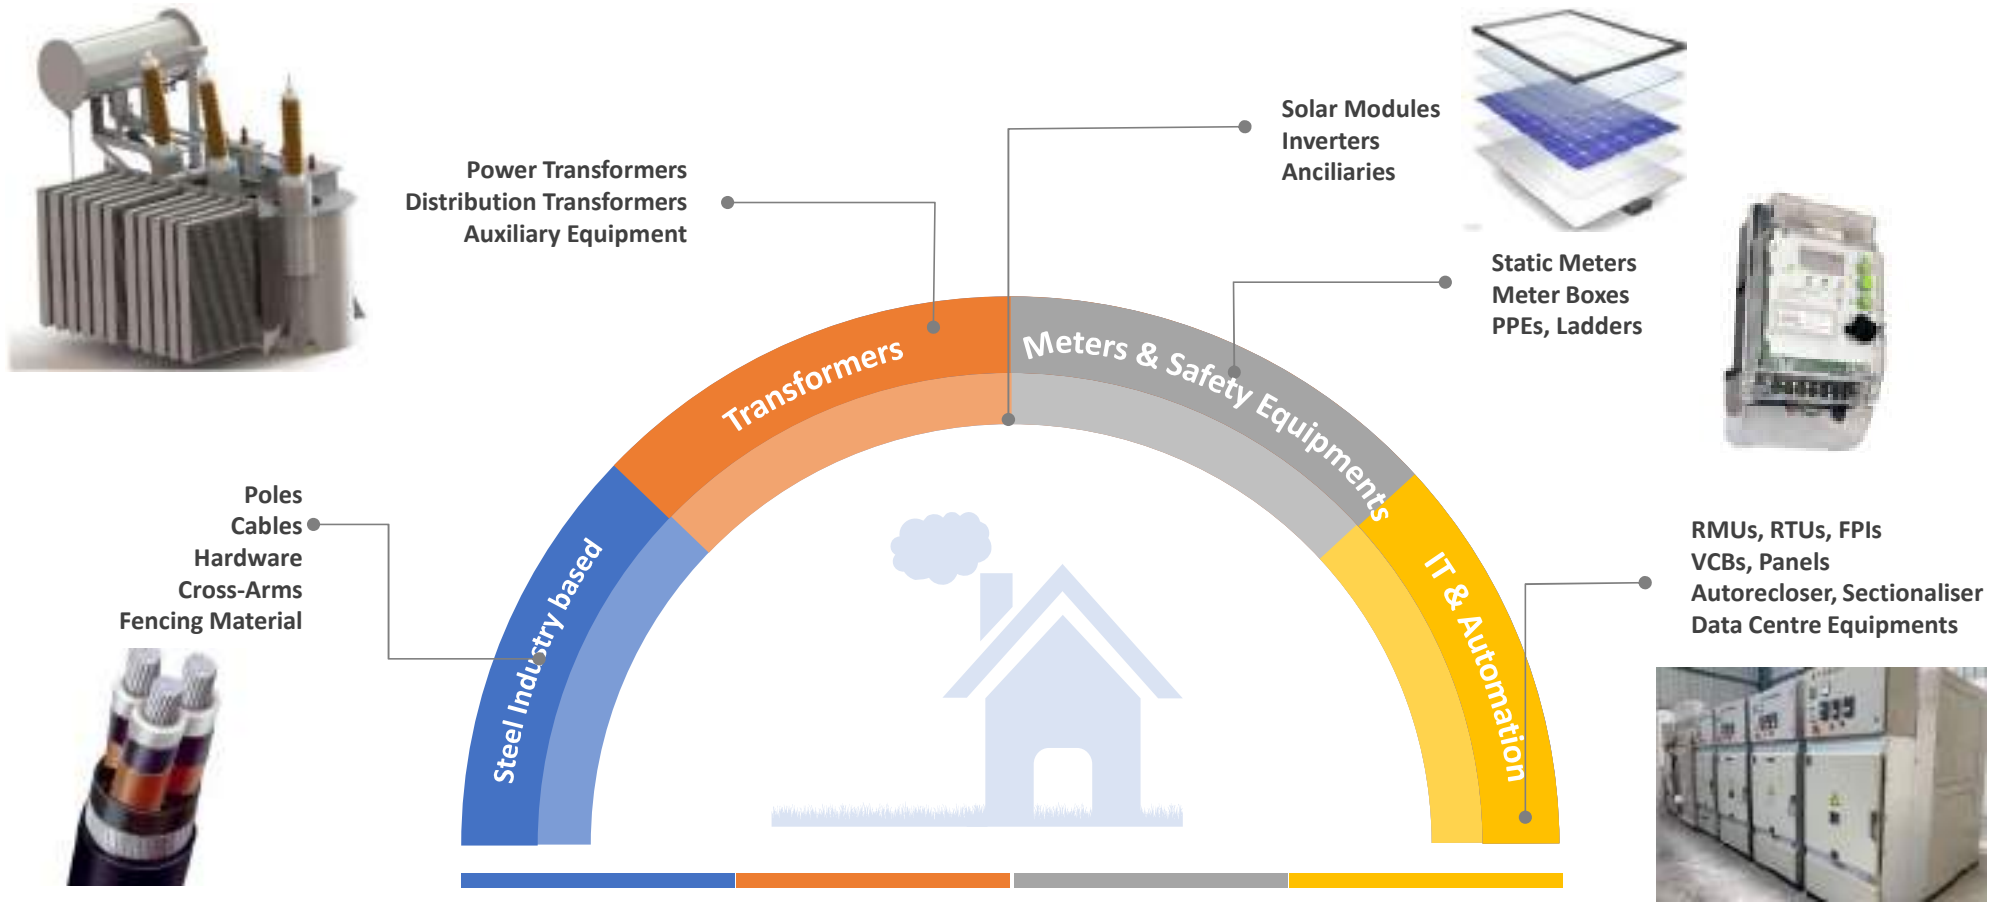 Solar Modules
Inverters
Anciliaries
Power Transformers
Distribution Transformers
Auxiliary Equipment
Static Meters
Meter Boxes
PPEs, Ladders
Transformers
Meters & Safety Equipments
Poles
Cables
Hardware
Cross-Arms
Fencing Material
Steel Industry based
IT & Automation
RMUs, RTUs, FPIs
VCBs, Panels
Autorecloser, Sectionaliser
Data Centre Equipments